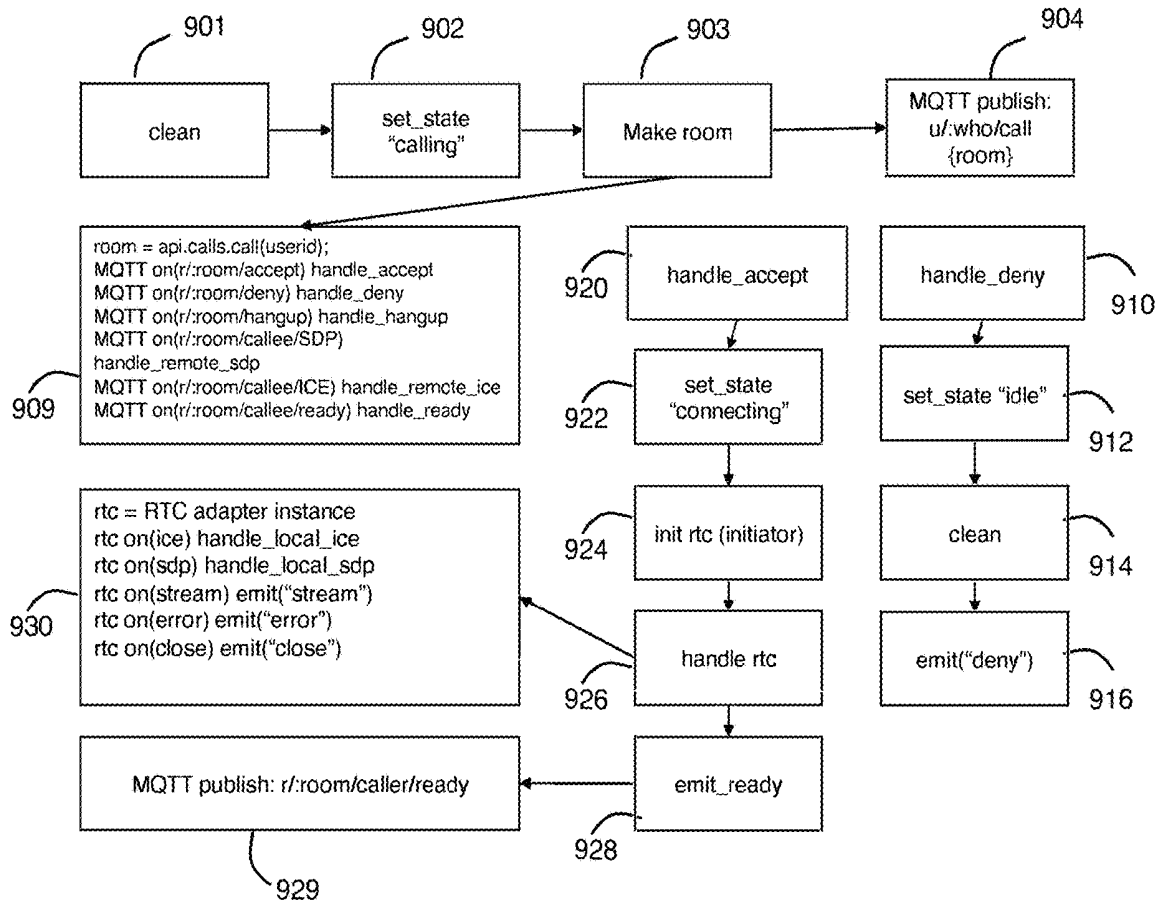 901
902
903
904
clean
set_state
“calling”
Make room
MQTT publish:
u/:who/call
{room}
room = api.calls.call(userid);
MQTT on(r/:room/accept) handle_accept
MQTT on(r/:room/deny) handle_deny
MQTT on(r/:room/hangup) handle_hangup
MQTT on(r/:room/callee/SDP)
handle_remote_sdp
MQTT on(r/:room/callee/ICE) handle_remote_ice
MQTT on(r/:room/callee/ready) handle_ready
909
handle_accept
920
handle_deny
910
set_state
“connecting”
922
set_state “idle”
912
rtc = RTC adapter instance
rtc on(ice) handle_local_ice
rtc on(sdp) handle_local_sdp
rtc on(stream) emit(“stream”)
rtc on(error) emit(“error”)
rtc on(close) emit(“close”)
930
init rtc (initiator)
924
clean
914
handle rtc
926
emit(“deny”)
916
MQTT publish: r/:room/caller/ready
929
emit_ready
928